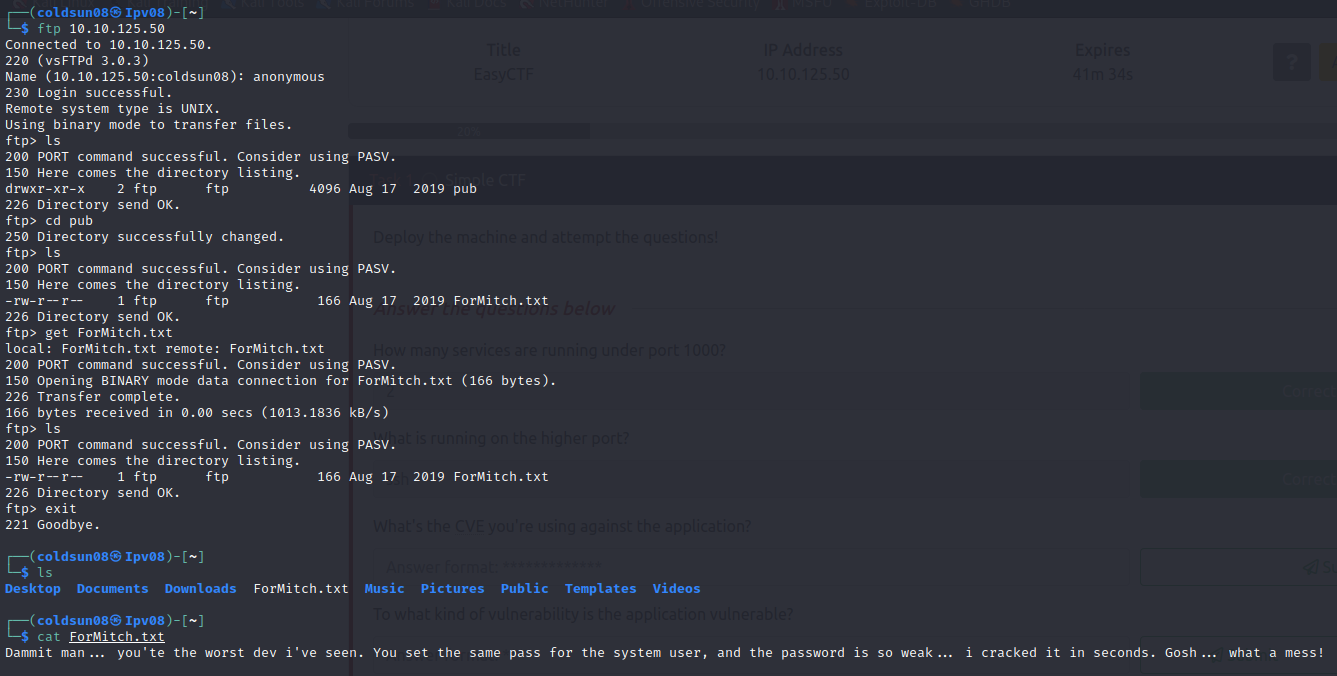 Kali Tools Kali Forums Kali Docs NetHunter Offensive Security MSFU Exploit-DB GHDB
┌──(coldsun08㉿Ipv08)-[~]
└─$ ftp 10.10.125.50
Connected to 10.10.125.50.
220 (vsFTPd 3.0.3)
Name (10.10.125.50:coldsun08): anonymous
230 Login successful.
Remote system type is UNIX.
Using binary mode to transfer files.
ftp> ls
200 PORT command successful. Consider using PASV.
150 Here comes the directory listing.
drwxr-xr-x    2 ftp      ftp          4096 Aug 17  2019 pub
226 Directory send OK.
ftp> cd pub
250 Directory successfully changed.
ftp> ls
200 PORT command successful. Consider using PASV.
150 Here comes the directory listing.
-rw-r--r--    1 ftp      ftp           166 Aug 17  2019 ForMitch.txt
226 Directory send OK.
ftp> get ForMitch.txt
local: ForMitch.txt remote: ForMitch.txt
200 PORT command successful. Consider using PASV.
150 Opening BINARY mode data connection for ForMitch.txt (166 bytes).
226 Transfer complete.
166 bytes received in 0.00 secs (1013.1836 kB/s)
ftp> ls
200 PORT command successful. Consider using PASV.
150 Here comes the directory listing.
-rw-r--r--    1 ftp      ftp           166 Aug 17  2019 ForMitch.txt
226 Directory send OK.
ftp> exit
221 Goodbye.
┌──(coldsun08㉿Ipv08)-[~]
└─$ ls
Desktop  Documents  Downloads  ForMitch.txt  Music  Pictures  Public  Templates  Videos
┌──(coldsun08㉿Ipv08)-[~]
└─$ cat ForMitch.txt
Dammit man... you'te the worst dev i've seen. You set the same pass for the system user, and the password is so weak... i cracked it in seconds. Gosh... what a mess!
Title IP Address Expires
EasyCTF 10.10.125.50 41m 34s
?
20%
Simple CTF
Deploy the machine and attempt the questions!
Answer the questions below
How many services are running under port 1000?
What is running on the higher port?
What's the CVE you're using against the application?
Answer format: *************
To what kind of vulnerability is the application vulnerable?